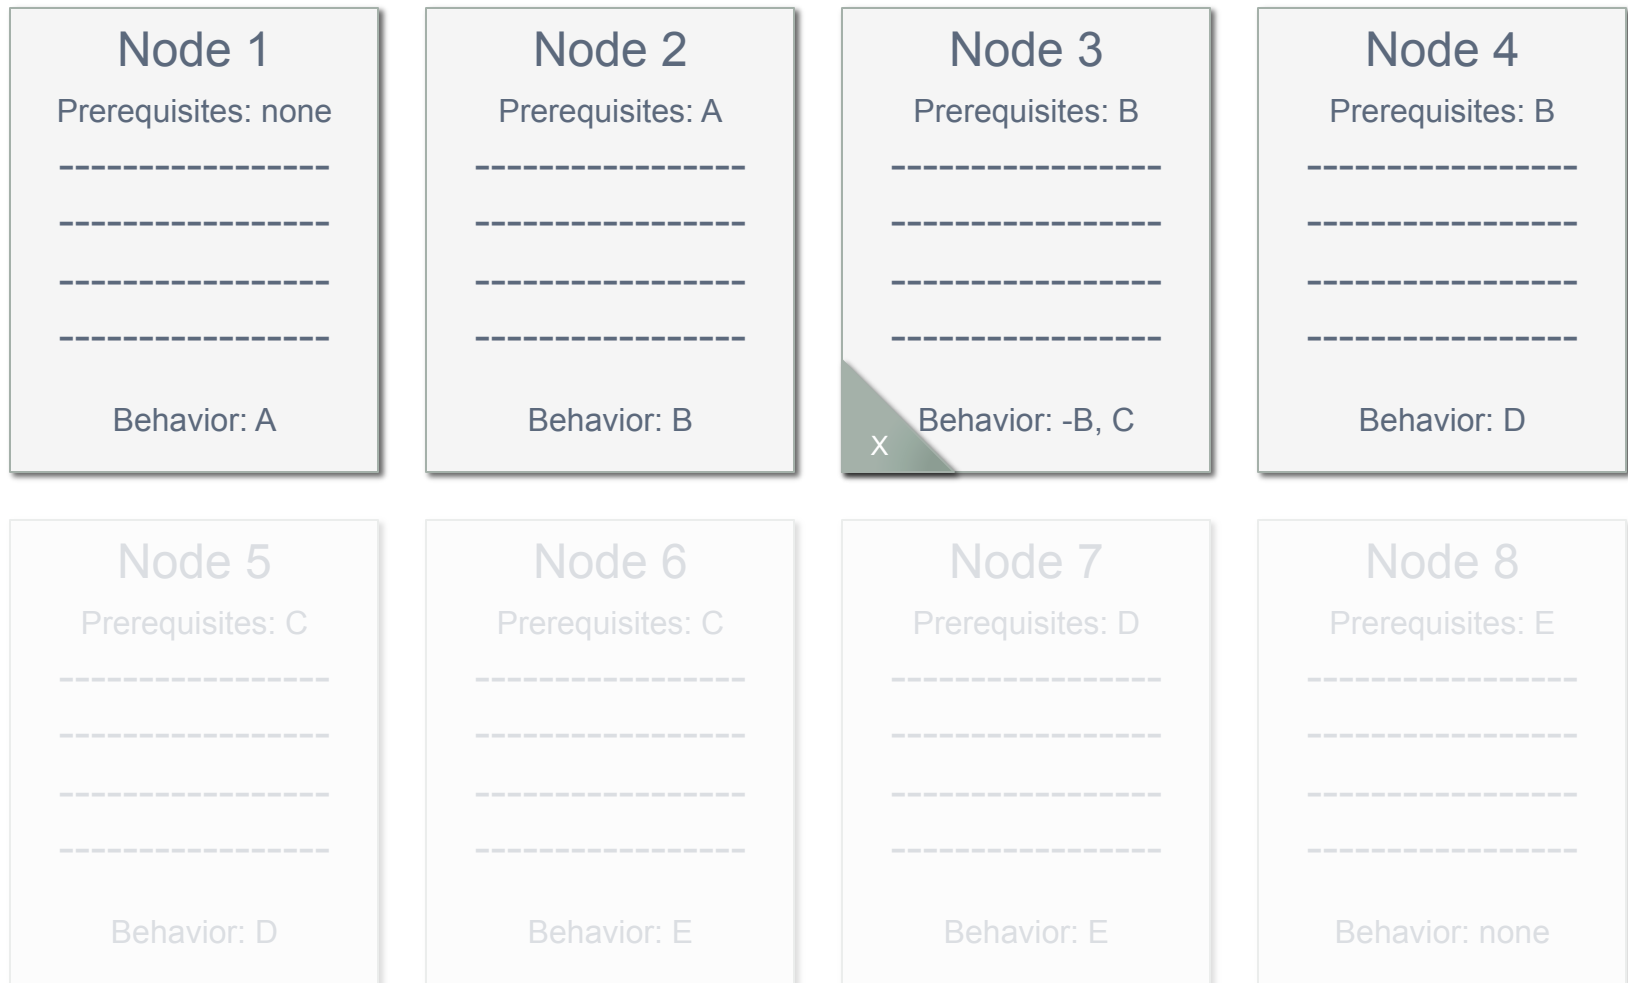 Node 1
Prerequisites: none
-----------------
-----------------
-----------------
-----------------
Behavior: A
Node 2
Prerequisites: A
-----------------
-----------------
-----------------
-----------------
Behavior: B
Node 3
Prerequisites: B
-----------------
-----------------
-----------------
-----------------
Behavior: -B, C
X
Node 4
Prerequisites: B
-----------------
-----------------
-----------------
-----------------
Behavior: D
Node 5
Prerequisites: C
-----------------
-----------------
-----------------
-----------------
Behavior: D
Node 6
Prerequisites: C
-----------------
-----------------
-----------------
-----------------
Behavior: E
Node 7
Prerequisites: D
-----------------
-----------------
-----------------
-----------------
Behavior: E
Node 8
Prerequisites: E
-----------------
-----------------
-----------------
-----------------
Behavior: none